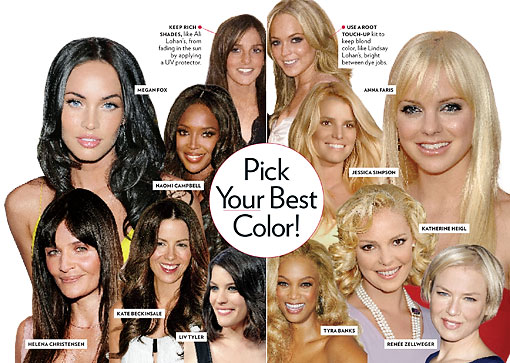 KEEP RICH
SHADES, like Ali
Lohan's, from
fading in the sun
by applying
a UV protector.
USE A ROOT
TOUCH-UP kit to
keep blond
color, like Lindsay
Lohan's, bright
between dye jobs.
MEGAN FOX
ANNA FARIS
NAOMI CAMPBELL
JESSICA SIMPSON
Pick
Your Best
Color!
KATHERINE HEIGL
KATE BECKINSALE
HELENA CHRISTENSEN
LIV TYLER
TYRA BANKS
RENÉE ZELLWEGER